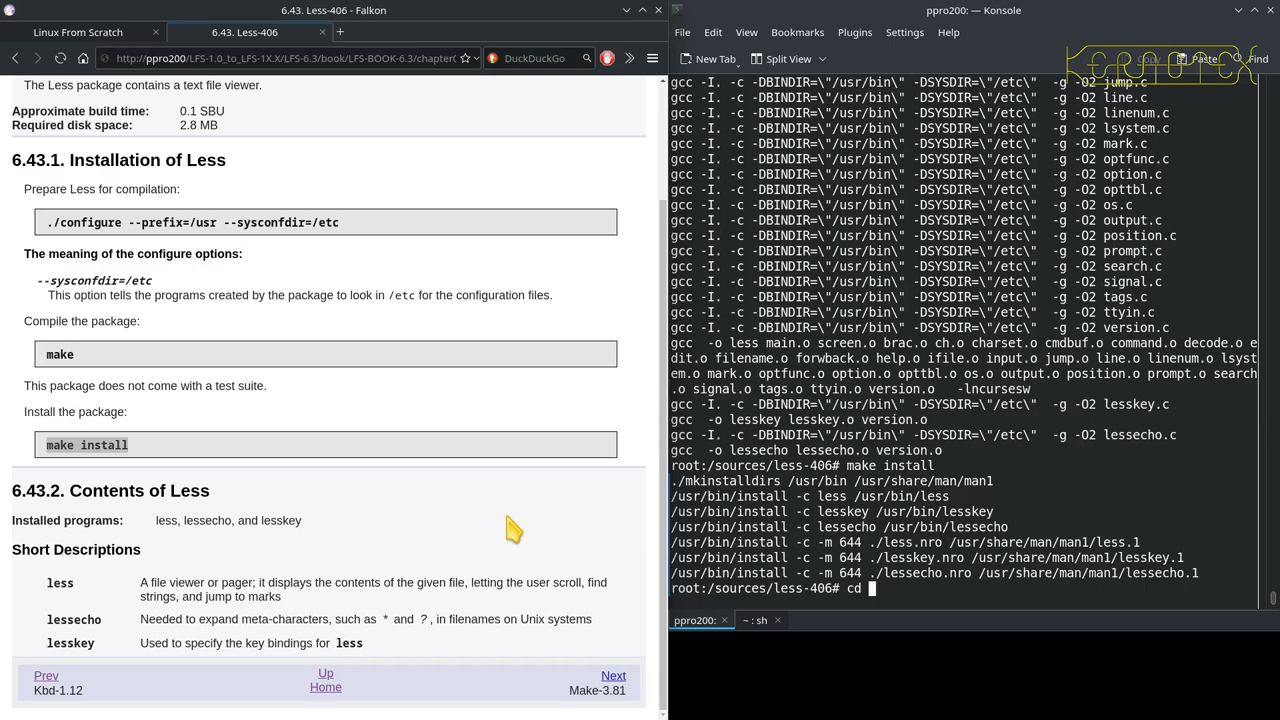 6.43. Less-406 - Falkon
Linux From Scratch
6.43. Less-406
http://ppro200/LFS-1.0_to_LFS-1X.X/LFS-6.3/book/LFS-BOOK-6.3/chapter(
DuckDuckGo
The Less package contains a text file viewer.
Approximate build time: 0.1 SBU
Required disk space: 2.8 MB
6.43.1. Installation of Less
Prepare Less for compilation:
./configure --prefix=/usr --sysconfdir=/etc
The meaning of the configure options:
--sysconfdir=/etc
This option tells the programs created by the package to look in /etc for the configuration files.
Compile the package:
make
This package does not come with a test suite.
Install the package:
make install
6.43.2. Contents of Less
Installed programs: less, lessecho, and lesskey
Short Descriptions
less A file viewer or pager; it displays the contents of the given file, letting the user scroll, find
strings, and jump to marks
lessecho Needed to expand meta-characters, such as * and ?, in filenames on Unix systems
lesskey Used to specify the key bindings for less
Prev Up Next
Kbd-1.12 Home Make-3.81
ppro200: — Konsole
File Edit View Bookmarks Plugins Settings Help
New Tab Split View Copy Paste Find
gcc -I. -c -DBINDIR=\"/usr/bin\" -DSYSDIR=\"/etc\"  -g -O2 jump.c
gcc -I. -c -DBINDIR=\"/usr/bin\" -DSYSDIR=\"/etc\"  -g -O2 line.c
gcc -I. -c -DBINDIR=\"/usr/bin\" -DSYSDIR=\"/etc\"  -g -O2 linenum.c
gcc -I. -c -DBINDIR=\"/usr/bin\" -DSYSDIR=\"/etc\"  -g -O2 lsystem.c
gcc -I. -c -DBINDIR=\"/usr/bin\" -DSYSDIR=\"/etc\"  -g -O2 mark.c
gcc -I. -c -DBINDIR=\"/usr/bin\" -DSYSDIR=\"/etc\"  -g -O2 optfunc.c
gcc -I. -c -DBINDIR=\"/usr/bin\" -DSYSDIR=\"/etc\"  -g -O2 option.c
gcc -I. -c -DBINDIR=\"/usr/bin\" -DSYSDIR=\"/etc\"  -g -O2 opttbl.c
gcc -I. -c -DBINDIR=\"/usr/bin\" -DSYSDIR=\"/etc\"  -g -O2 os.c
gcc -I. -c -DBINDIR=\"/usr/bin\" -DSYSDIR=\"/etc\"  -g -O2 output.c
gcc -I. -c -DBINDIR=\"/usr/bin\" -DSYSDIR=\"/etc\"  -g -O2 position.c
gcc -I. -c -DBINDIR=\"/usr/bin\" -DSYSDIR=\"/etc\"  -g -O2 prompt.c
gcc -I. -c -DBINDIR=\"/usr/bin\" -DSYSDIR=\"/etc\"  -g -O2 search.c
gcc -I. -c -DBINDIR=\"/usr/bin\" -DSYSDIR=\"/etc\"  -g -O2 signal.c
gcc -I. -c -DBINDIR=\"/usr/bin\" -DSYSDIR=\"/etc\"  -g -O2 tags.c
gcc -I. -c -DBINDIR=\"/usr/bin\" -DSYSDIR=\"/etc\"  -g -O2 ttyin.c
gcc -I. -c -DBINDIR=\"/usr/bin\" -DSYSDIR=\"/etc\"  -g -O2 version.c
gcc  -o less main.o screen.o brac.o ch.o charset.o cmdbuf.o command.o decode.o e
dit.o filename.o forwback.o help.o ifile.o input.o jump.o line.o linenum.o lsyst
em.o mark.o optfunc.o option.o opttbl.o os.o output.o position.o prompt.o search
.o signal.o tags.o ttyin.o version.o   -lncursesw
gcc -I. -c -DBINDIR=\"/usr/bin\" -DSYSDIR=\"/etc\"  -g -O2 lesskey.c
gcc  -o lesskey lesskey.o version.o
gcc -I. -c -DBINDIR=\"/usr/bin\" -DSYSDIR=\"/etc\"  -g -O2 lessecho.c
gcc  -o lessecho lessecho.o version.o
root:/sources/less-406# make install
./mkinstalldirs /usr/bin /usr/share/man/man1
/usr/bin/install -c less /usr/bin/less
/usr/bin/install -c lesskey /usr/bin/lesskey
/usr/bin/install -c lessecho /usr/bin/lessecho
/usr/bin/install -c -m 644 ./less.nro /usr/share/man/man1/less.1
/usr/bin/install -c -m 644 ./lesskey.nro /usr/share/man/man1/lesskey.1
/usr/bin/install -c -m 644 ./lessecho.nro /usr/share/man/man1/lessecho.1
root:/sources/less-406# cd
ppro200: ~ : sh